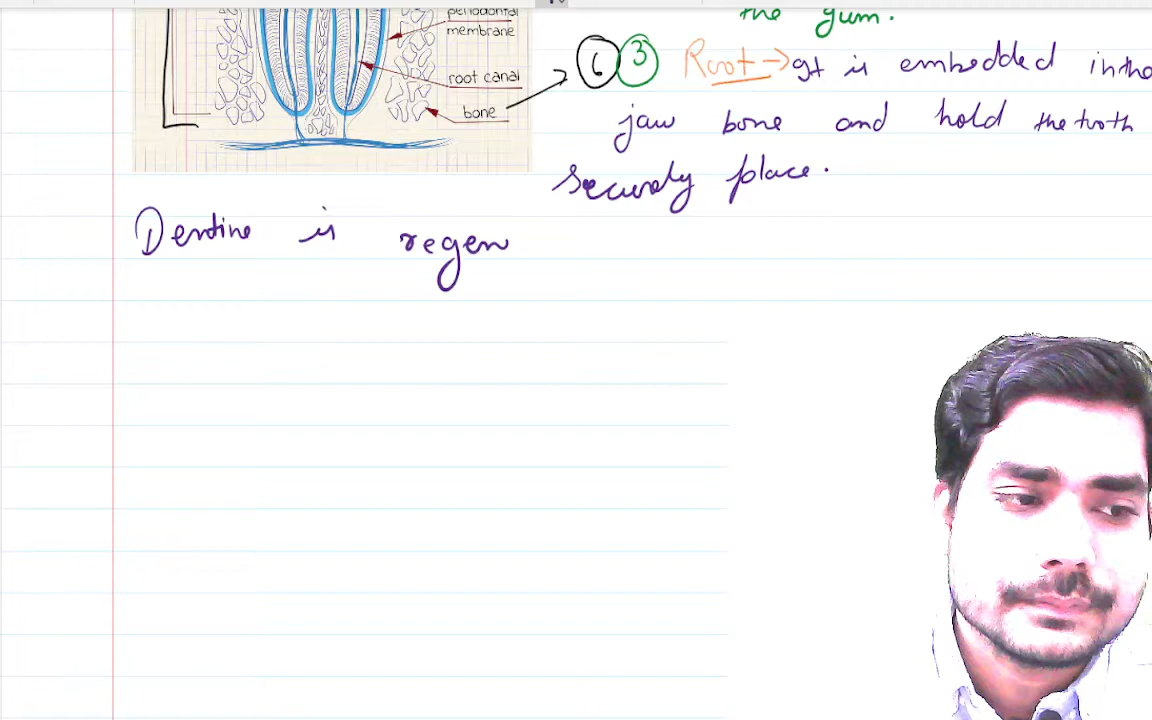 periodontal
membrane
root canal
bone
the gum.
6 3 Root → It is embedded in the
jaw bone and hold the tooth
securely place.
Dentine is regen